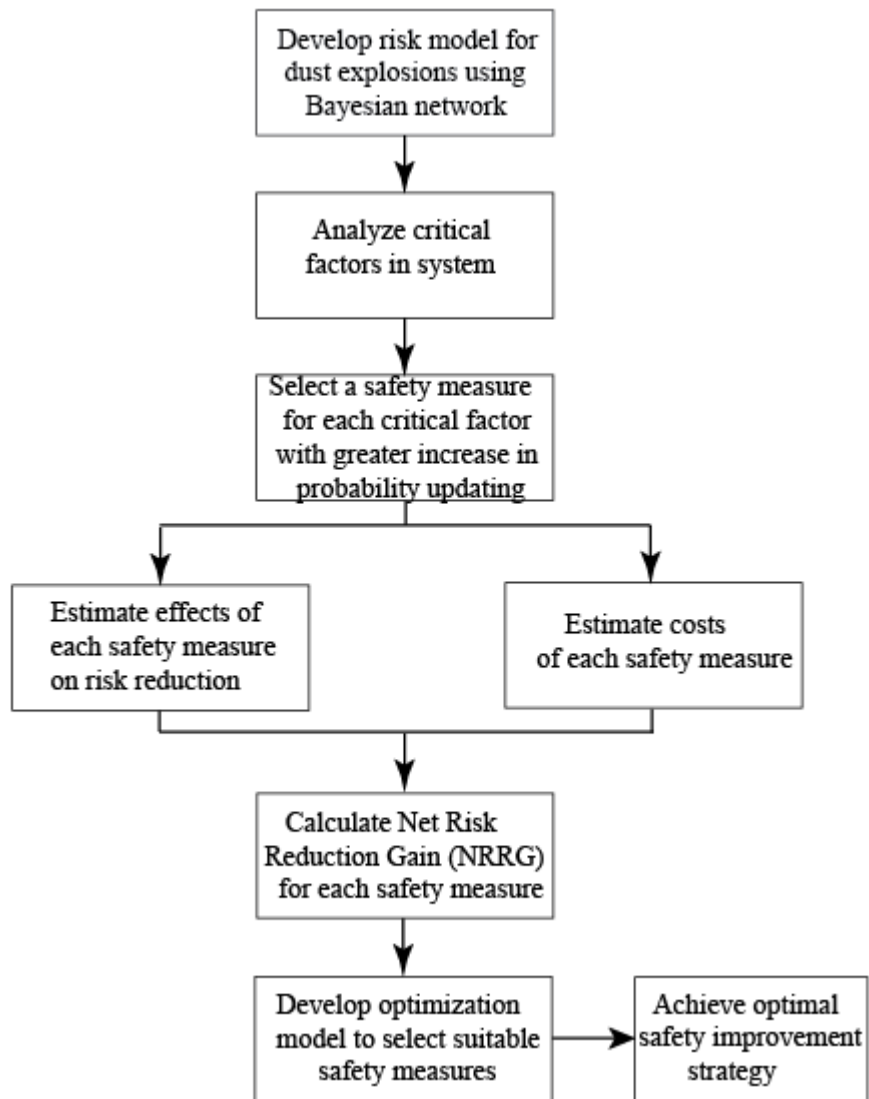 Develop risk model for
dust explosions using
Bayesian network
Analyze critical
factors in system
Select a safety measure
for each critical factor
with greater increase in
probability updating
Estimate effects of
each safety measure
on risk reduction
Estimate costs
of each safety measure
Calculate Net Risk
Reduction Gain (NRRG)
for each safety measure
Develop optimization
model to select suitable
safety measures
Achieve optimal
safety improvement
strategy